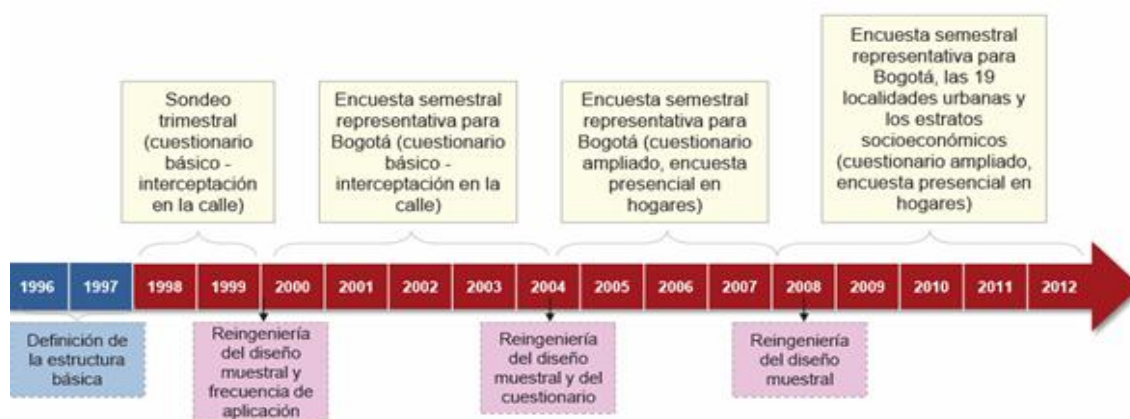 Sondeo
trimestral
(cuestionario
básico -
interceptación
en la calle)
Encuesta semestral
representativa para
Bogotá (cuestionario
básico -
interceptación en la
calle)
Encuesta semestral
representativa para
Bogotá (cuestionario
ampliado, encuesta
presencial en
hogares)
Encuesta semestral
representativa para
Bogotá, las 19
localidades urbanas y
los estratos
socioeconómicos
(cuestionario ampliado,
encuesta presencial en
hogares)
1996 1997 1998 1999 2000 2001 2002 2003 2004 2005 2006 2007 2008 2009 2010 2011 2012
Definición de
la estructura
básica
Reingeniería
del diseño
muestral y
frecuencia de
aplicación
Reingeniería
del diseño
muestral y del
cuestionario
Reingeniería
del diseño
muestral